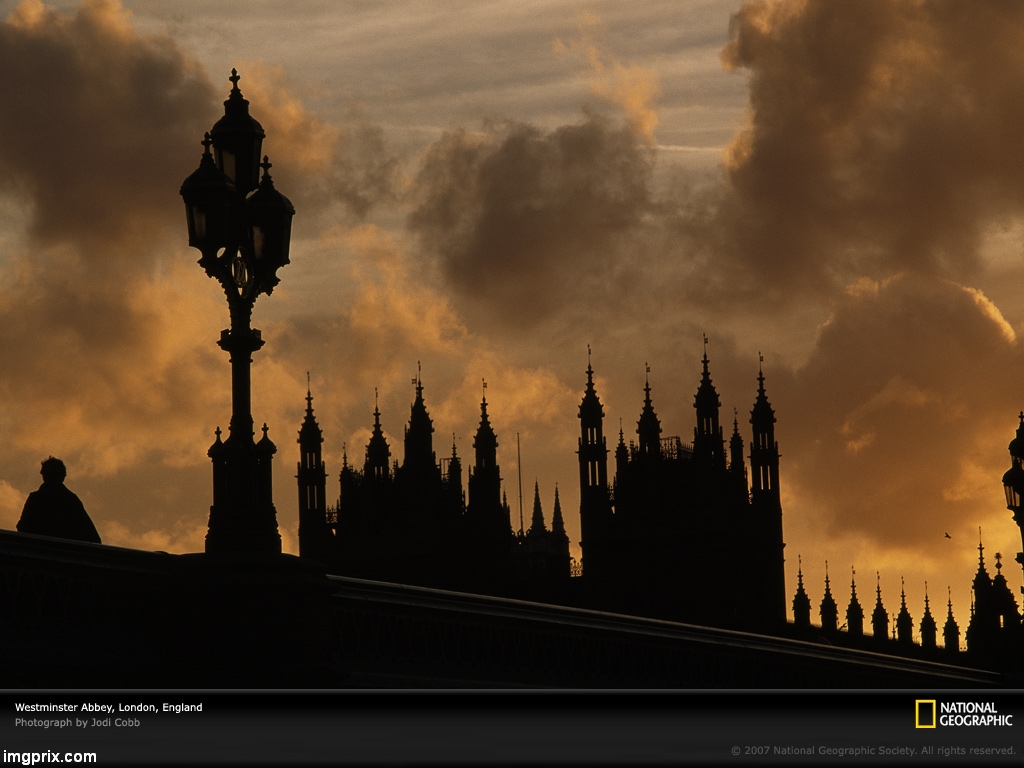 Westminster Abbey, London, England
Photograph by Jodi Cobb
NATIONAL
GEOGRAPHIC
© 2007 National Geographic Society. All rights reserved.
imgprix.com